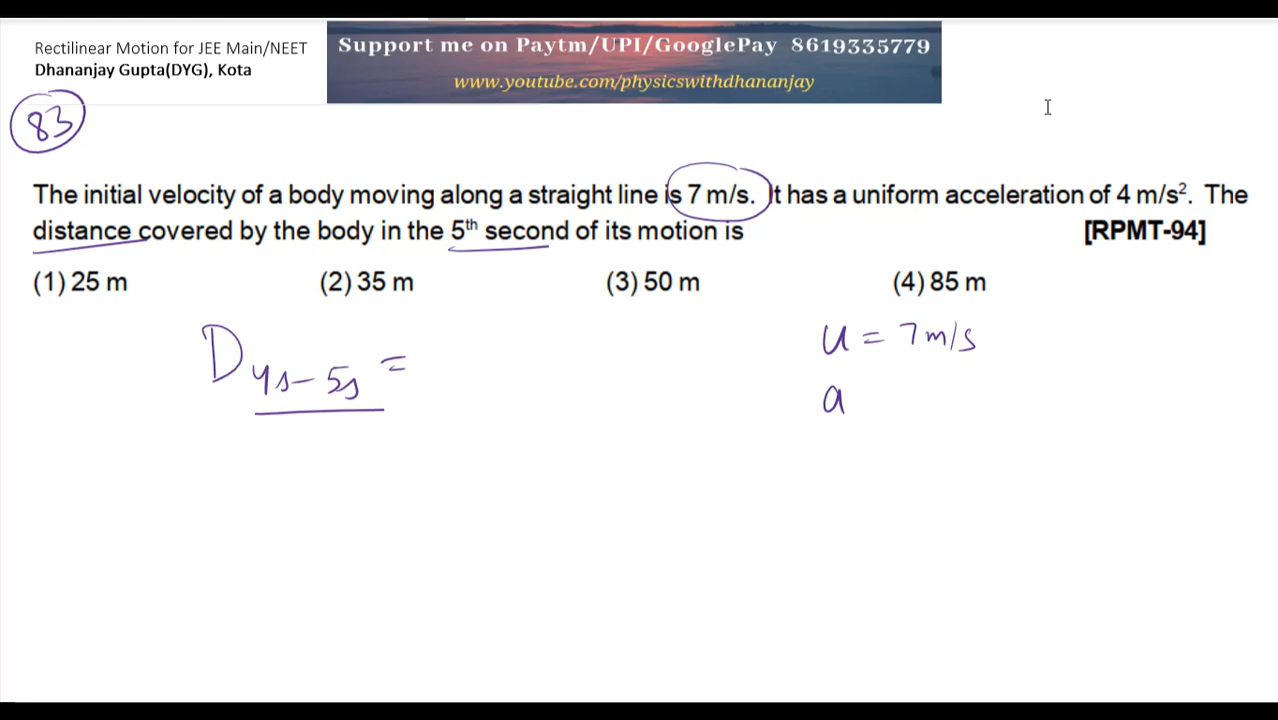 Rectilinear Motion for JEE Main/NEET
Dhananjay Gupta(DYG), Kota
Support me on Paytm/UPI/GooglePay 8619335779
www.youtube.com/physicswithdhananjay
83
The initial velocity of a body moving along a straight line is 7 m/s. It has a uniform acceleration of 4 m/s². The
distance covered by the body in the 5th second of its motion is [RPMT-94]
(1) 25 m (2) 35 m (3) 50 m (4) 85 m
D4s-5s = u = 7m/s
a